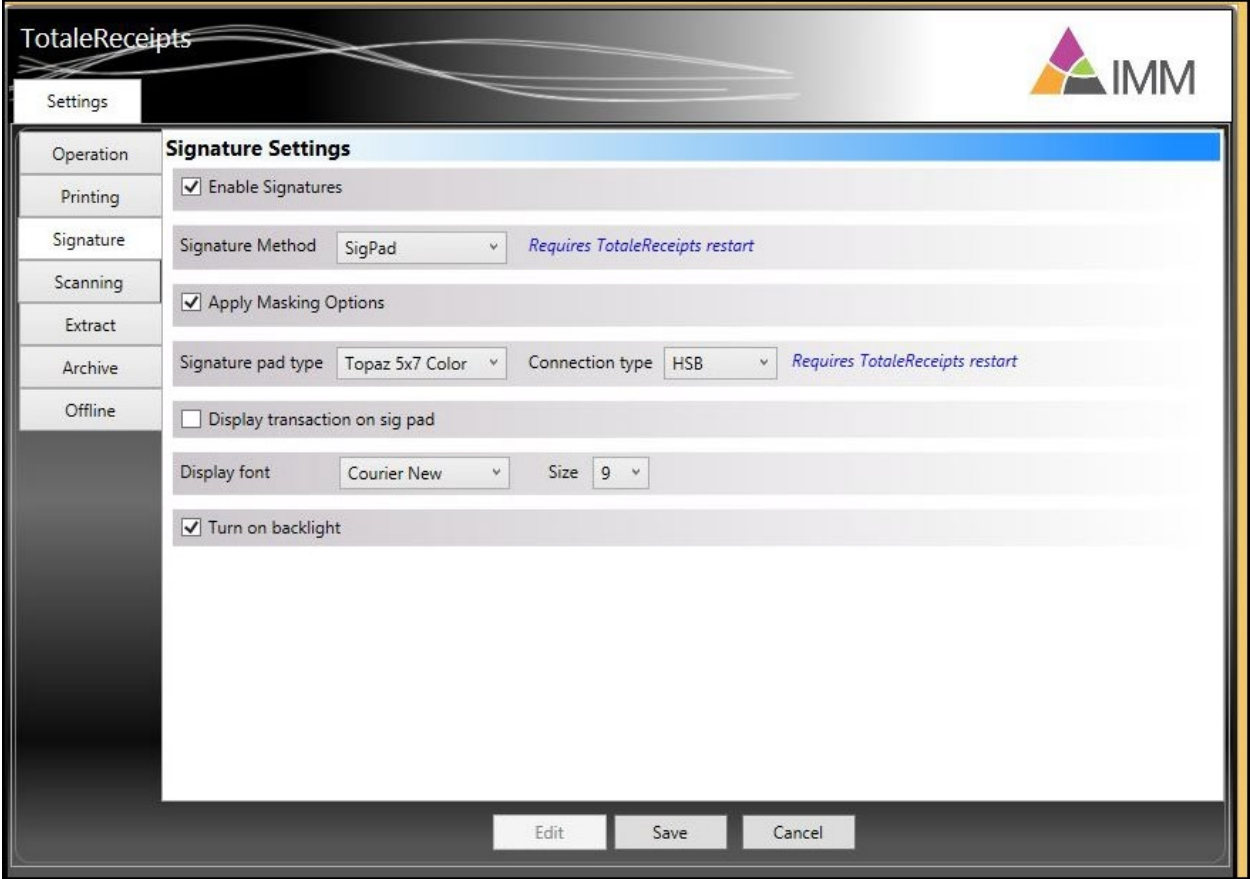 TotaleReceipts
IMM
Settings
Operation
Printing
Signature
Scanning
Extract
Archive
Offline
Signature Settings
Enable Signatures
Signature Method SigPad Requires TotaleReceipts restart
Apply Masking Options
Signature pad type Topaz 5x7 Color Connection type HSB Requires TotaleReceipts restart
Display transaction on sig pad
Display font Courier New Size 9
Turn on backlight
Edit Save Cancel